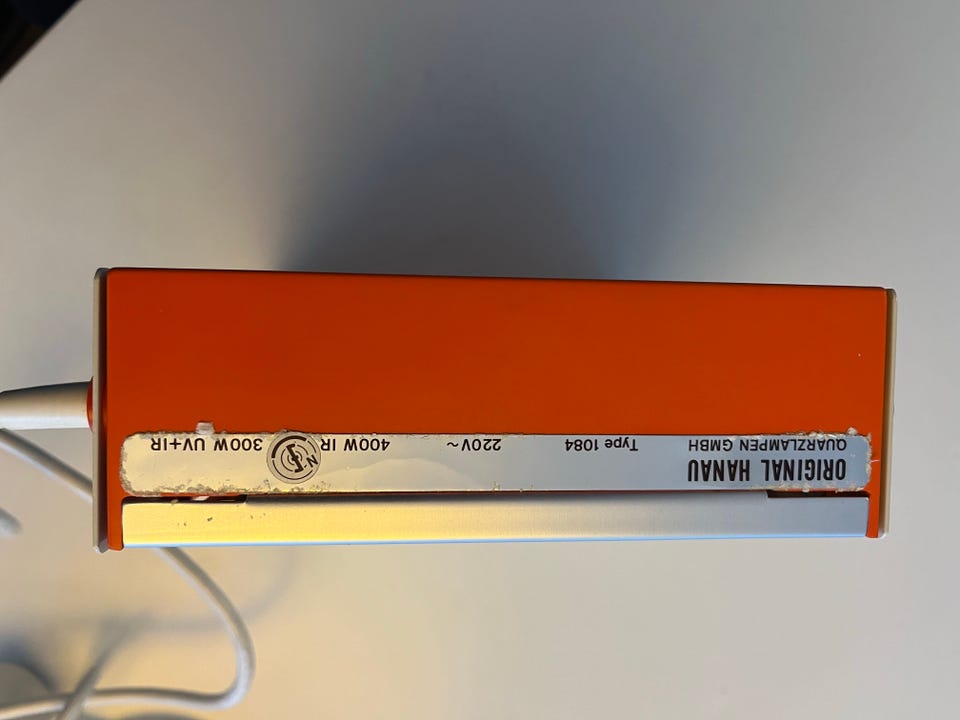 ORIGINAL HANAU
QUARZLAMPEN GMBH
Type 1084
220V ~
400W IR
300W UV+IR